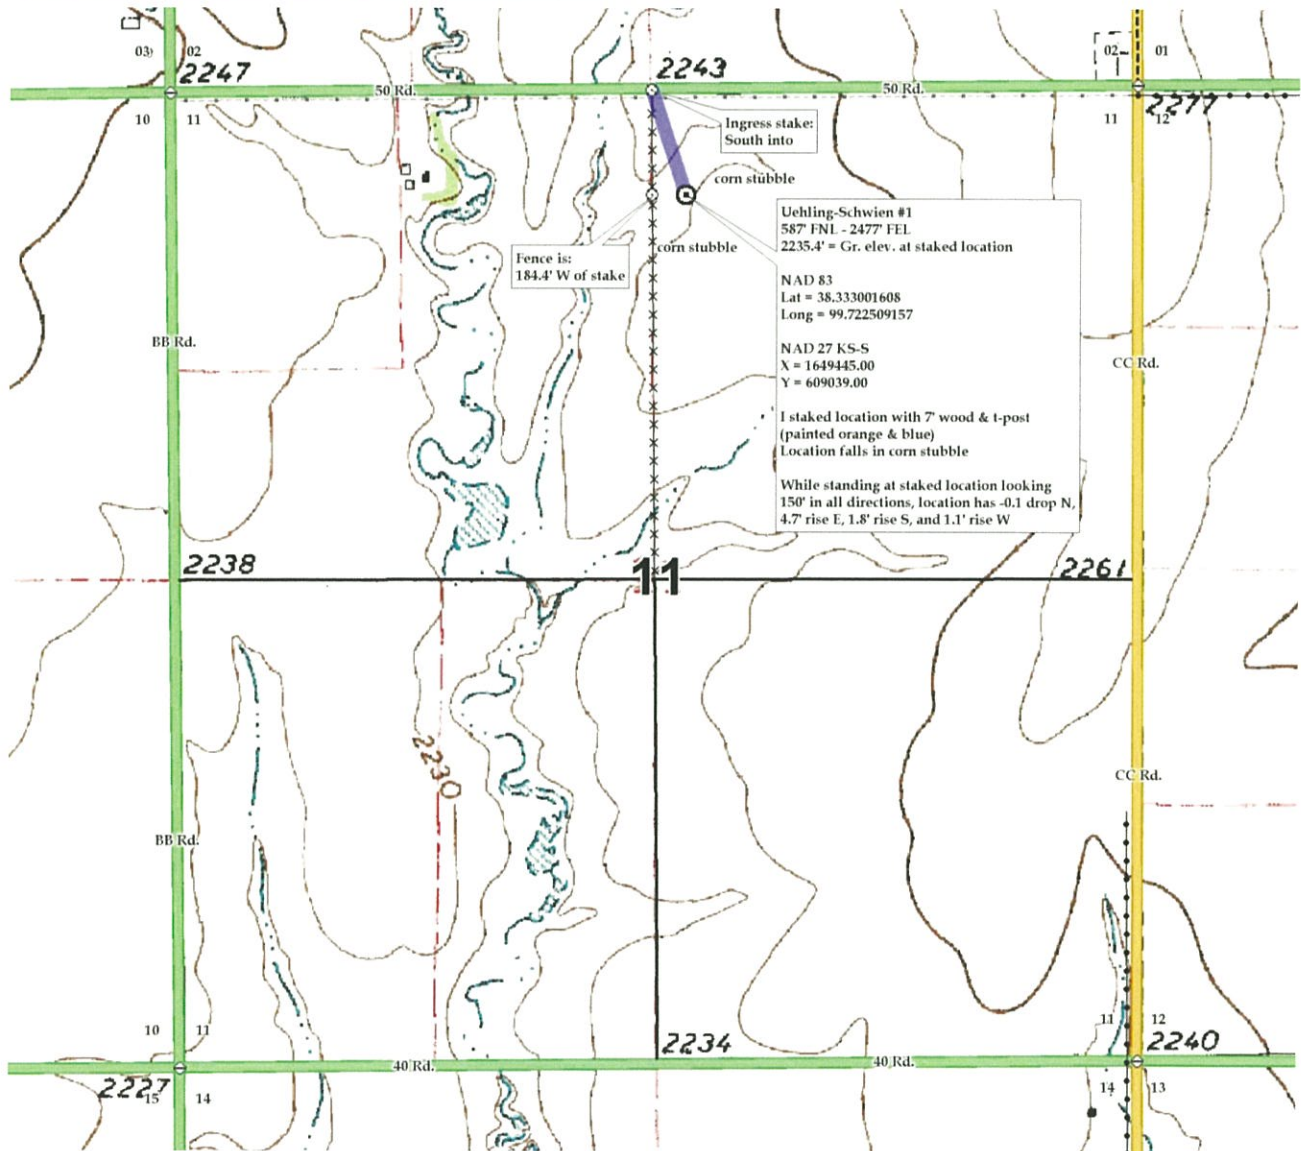 03 02
02 01
2247
2243
50 Rd.
50 Rd.
2277
10 11
11 12
Ingress stake:
South into
corn stubble
Uehling-Schwien #1
587' FNL - 2477' FEL
2235.4' = Gr. elev. at staked location
corn stubble
Fence is:
184.4' W of stake
NAD 83
Lat = 38.333001608
Long = 99.722509157
BB Rd.
NAD 27 KS-S
X = 1649445.00
Y = 609039.00
CC Rd.
I staked location with 7' wood & t-post
(painted orange & blue)
Location falls in corn stubble
While standing at staked location looking
150' in all directions, location has -0.1 drop N,
4.7' rise E, 1.8' rise S, and 1.1' rise W
2238
11
2261
2230
CC Rd.
BB Rd.
10 11
11 12
2234
2240
40 Rd.
40 Rd.
2227
15 14
14 13